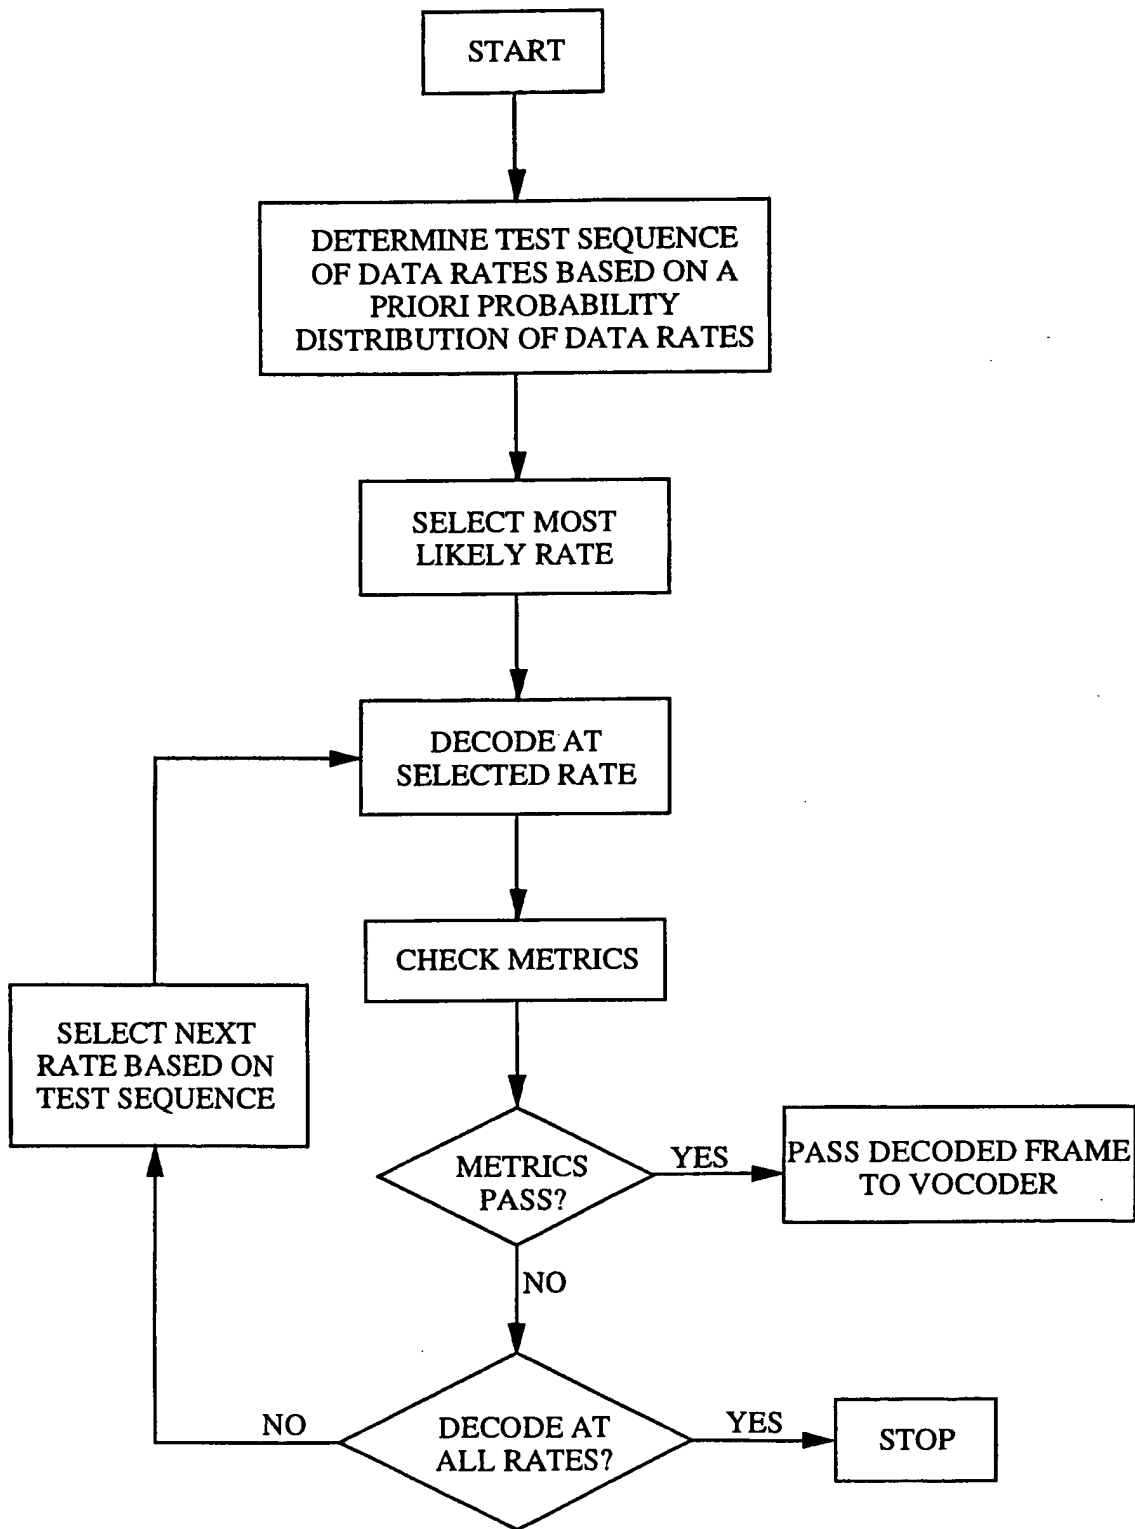 START
DETERMINE TEST SEQUENCE
OF DATA RATES BASED ON A
PRIORI PROBABILITY
DISTRIBUTION OF DATA RATES
SELECT MOST
LIKELY RATE
DECODE AT
SELECTED RATE
CHECK METRICS
SELECT NEXT
RATE BASED ON
TEST SEQUENCE
METRICS
PASS?
YES
PASS DECODED FRAME
TO VOCODER
NO
DECODE AT
ALL RATES?
NO
YES
STOP